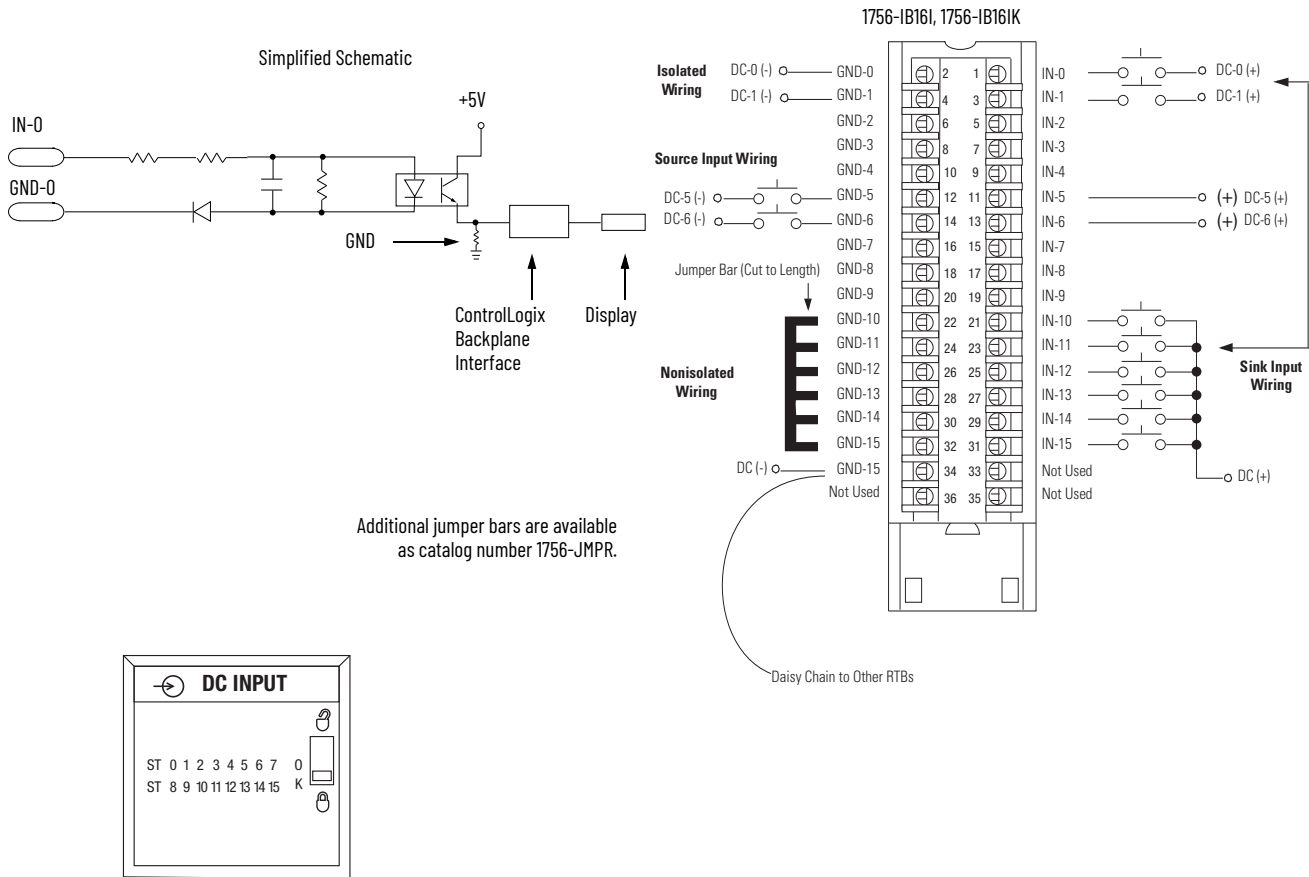 1756-IB16I, 1756-IB16IK
Simplified Schematic
+5V
IN-0
GND-0
GND
ControlLogix
Backplane
Interface
Display
Isolated
Wiring
DC-0 (-)
DC-1 (-)
Source Input Wiring
DC-5 (-)
DC-6 (-)
Jumper Bar (Cut to Length)
Nonisolated
Wiring
DC (-)
GND-0 2 1 IN-0 DC-0 (+)
GND-1 4 3 IN-1 DC-1 (+)
GND-2 6 5 IN-2
GND-3 8 7 IN-3
GND-4 10 9 IN-4
GND-5 12 11 IN-5 (+) DC-5 (+)
GND-6 14 13 IN-6 (+) DC-6 (+)
GND-7 16 15 IN-7
GND-8 18 17 IN-8
GND-9 20 19 IN-9
GND-10 22 21 IN-10
GND-11 24 23 IN-11
GND-12 26 25 IN-12
GND-13 28 27 IN-13
GND-14 30 29 IN-14
GND-15 32 31 IN-15
GND-15 34 33 Not Used
Not Used 36 35 Not Used
Sink Input
Wiring
DC (+)
Additional jumper bars are available
as catalog number 1756-JMPR.
Daisy Chain to Other RTBs
DC INPUT
ST 0 1 2 3 4 5 6 7 O
ST 8 9 10 11 12 13 14 15 K